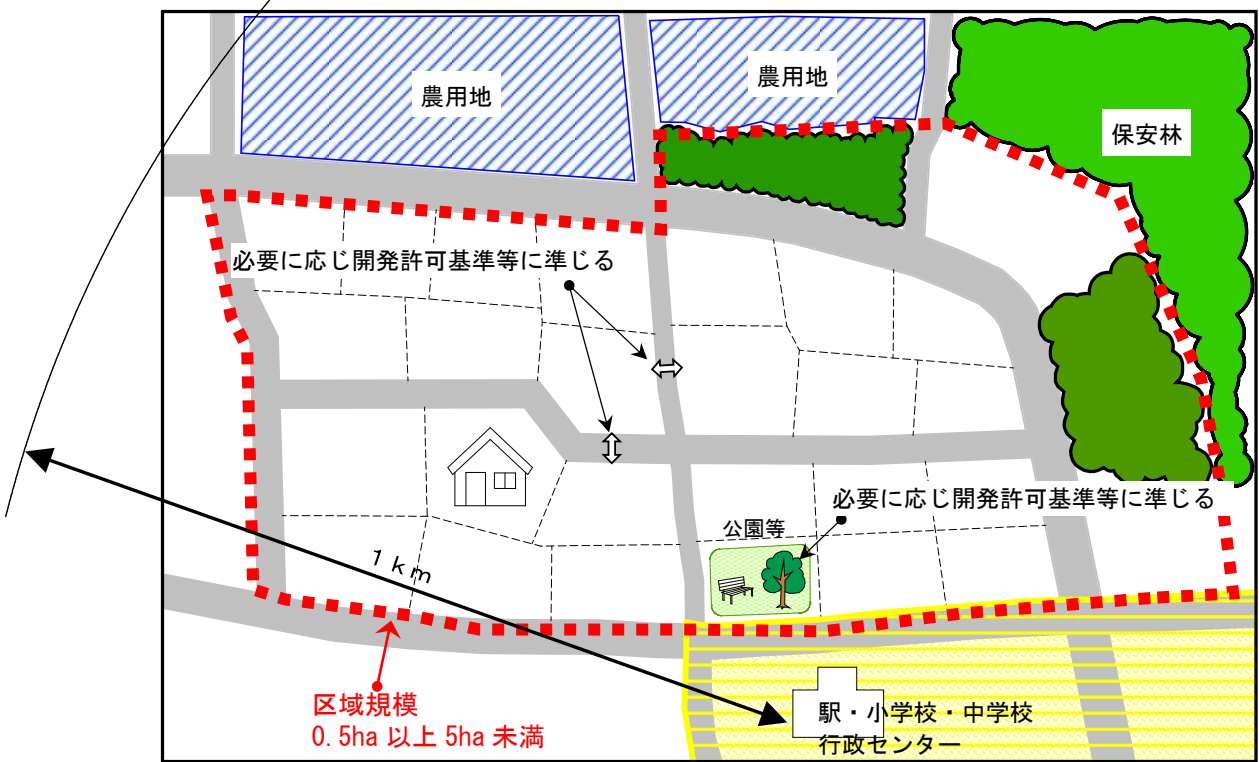 農用地
農用地
保安林
必要に応じ開発許可基準等に準じる
必要に応じ開発許可基準等に準じる
公園等
1km
区域規模
0.5ha 以上 5ha 未満
駅・小学校・中学校
行政センター